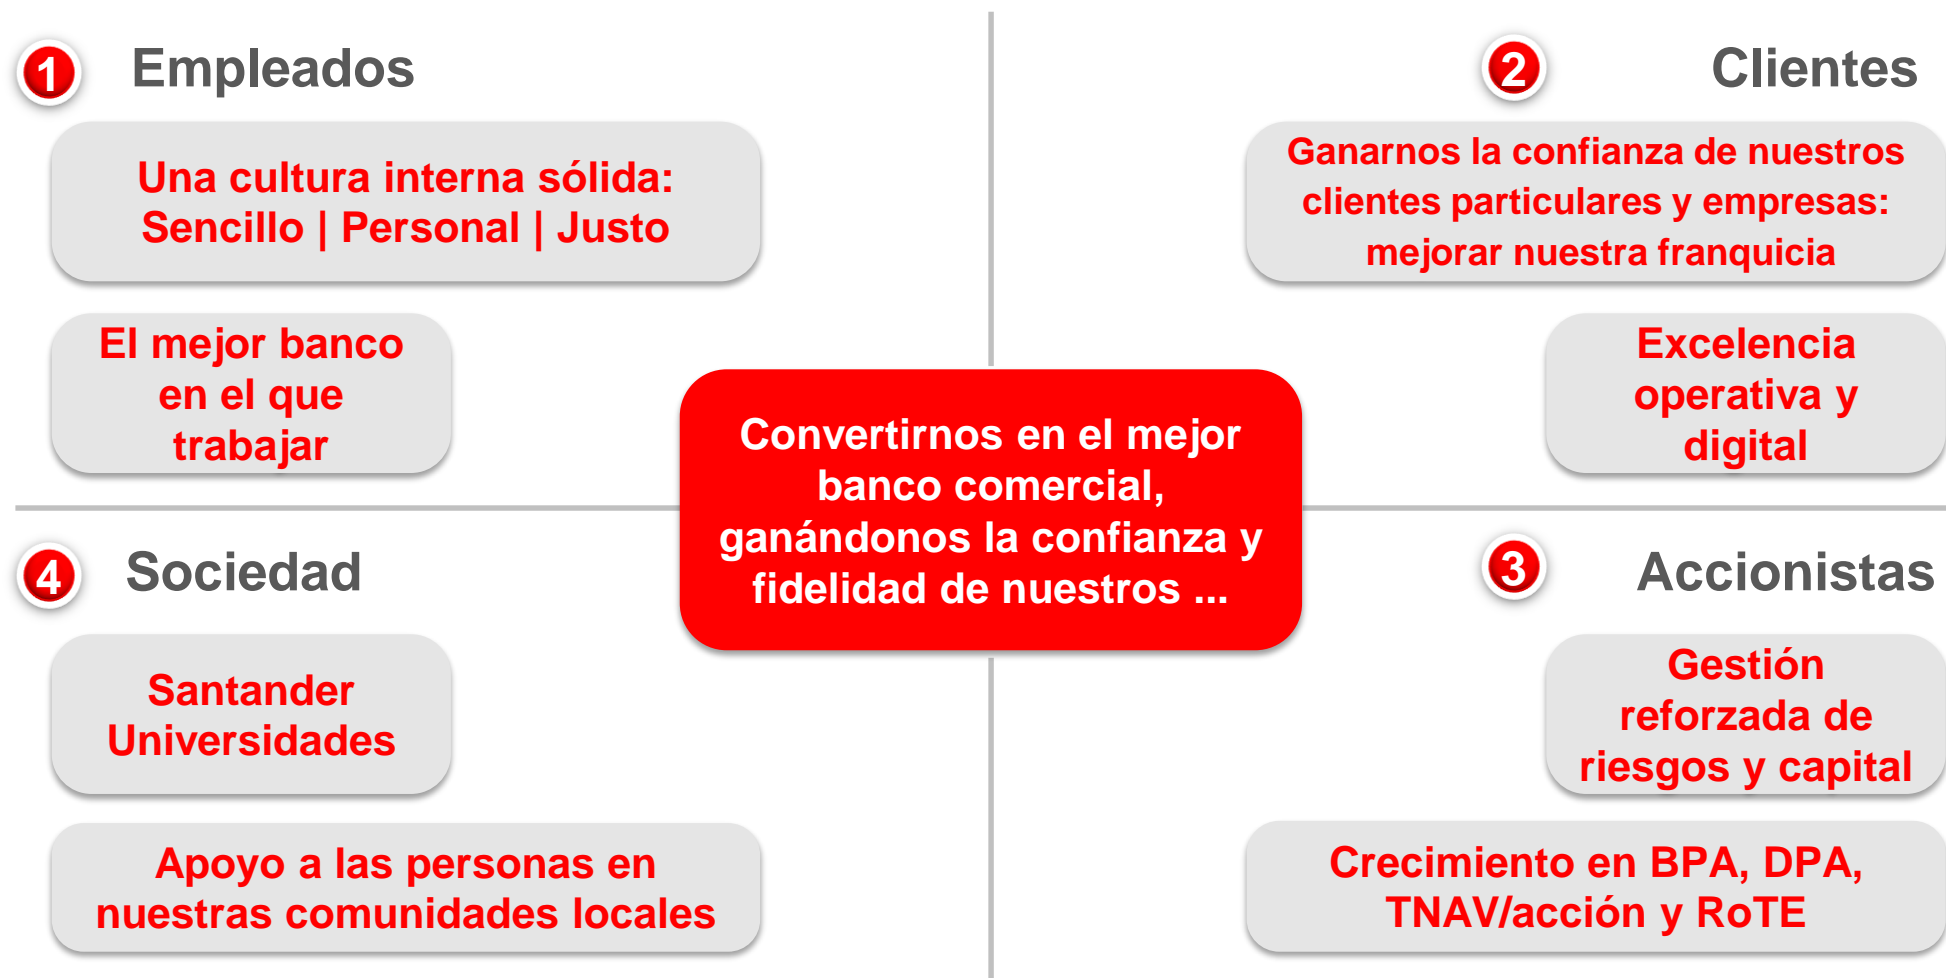 1
Empleados
Una cultura interna sólida:
Sencillo | Personal | Justo
El mejor banco
en el que
trabajar
2
Clientes
Ganarnos la confianza de nuestros
clientes particulares y empresas:
mejorar nuestra franquicia
Excelencia
operativa y
digital
Convertirnos en el mejor
banco comercial,
ganándonos la confianza y
fidelidad de nuestros ...
4
Sociedad
Santander
Universidades
Apoyo a las personas en
nuestras comunidades locales
3
Accionistas
Gestión
reforzada de
riesgos y capital
Crecimiento en BPA, DPA,
TNAV/acción y RoTE